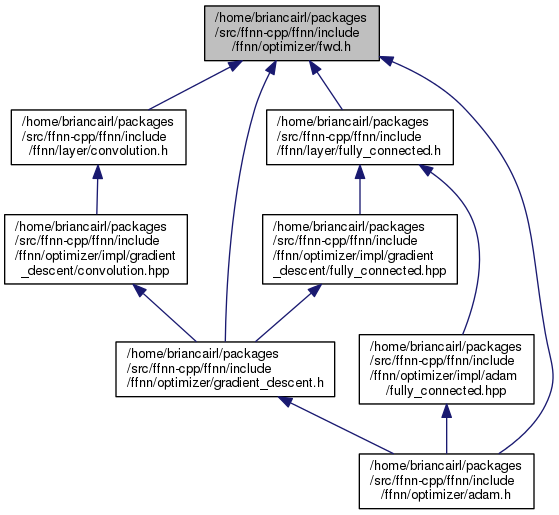 /home/briancairl/packages
/src/ffnn-cpp/ffnn/include
/ffnn/optimizer/fwd.h
/home/briancairl/packages
/src/ffnn-cpp/ffnn/include
/ffnn/layer/convolution.h
/home/briancairl/packages
/src/ffnn-cpp/ffnn/include
/ffnn/layer/fully_connected.h
/home/briancairl/packages
/src/ffnn-cpp/ffnn/include
/ffnn/optimizer/impl/gradient
_descent/convolution.hpp
/home/briancairl/packages
/src/ffnn-cpp/ffnn/include
/ffnn/optimizer/impl/gradient
_descent/fully_connected.hpp
/home/briancairl/packages
/src/ffnn-cpp/ffnn/include
/ffnn/optimizer/gradient_descent.h
/home/briancairl/packages
/src/ffnn-cpp/ffnn/include
/ffnn/optimizer/impl/adam
/fully_connected.hpp
/home/briancairl/packages
/src/ffnn-cpp/ffnn/include
/ffnn/optimizer/adam.h